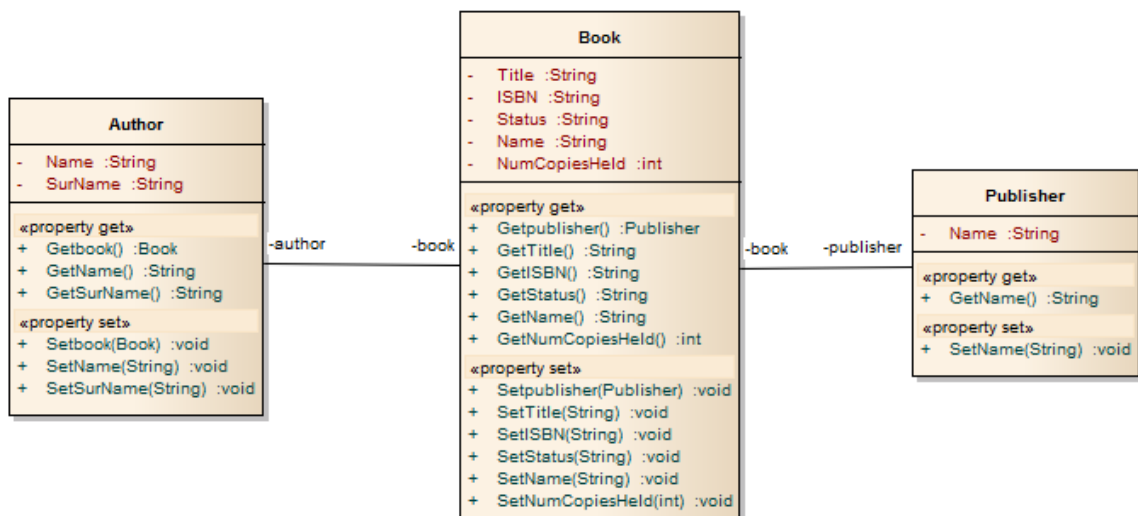 Author
- Name :String
- SurName :String
«property get»
+ Getbook() :Book
+ GetName() :String
+ GetSurName() :String
«property set»
+ Setbook(Book) :void
+ SetName(String) :void
+ SetSurName(String) :void
-author
-book
Book
- Title :String
- ISBN :String
- Status :String
- Name :String
- NumCopiesHeld :int
«property get»
+ Getpublisher() :Publisher
+ GetTitle() :String
+ GetISBN() :String
+ GetStatus() :String
+ GetName() :String
+ GetNumCopiesHeld() :int
«property set»
+ Setpublisher(Publisher) :void
+ SetTitle(String) :void
+ SetISBN(String) :void
+ SetStatus(String) :void
+ SetName(String) :void
+ SetNumCopiesHeld(int) :void
-book
-publisher
Publisher
- Name :String
«property get»
+ GetName() :String
«property set»
+ SetName(String) :void